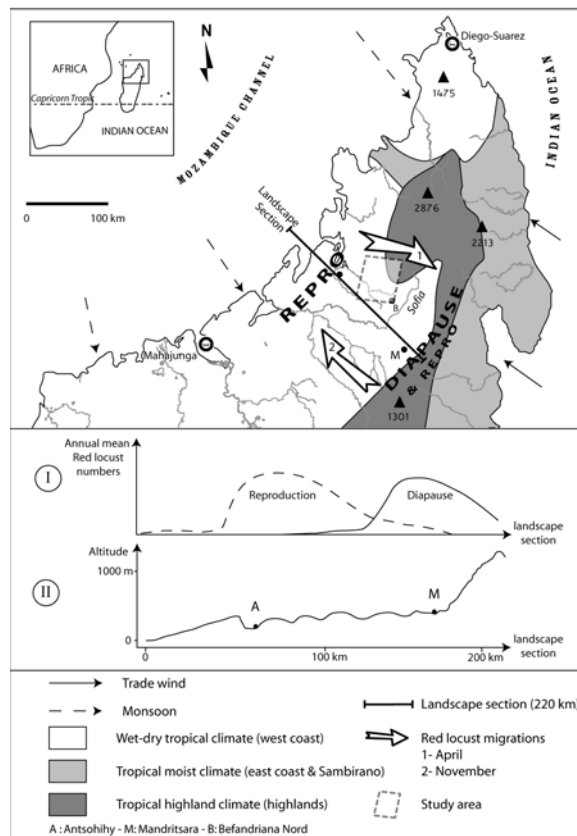 N
Diego-Suarez
AFRICA
Capricorn Tropic
INDIAN OCEAN
MOZAMBIQUE CHANNEL
INDIAN OCEAN
1475
100 km
Landscape
Section
2876
2213
1
A
REPRO
B
Sofia
Mahajunga
2
M
DIAPAUSE
& REPRO
1301
Annual mean
Red locust
numbers
I
Reproduction
Diapause
landscape
section
Altitude
II
1000 m
A
M
0
landscape
section
0
100 km
200 km
Trade wind
Monsoon
Wet-dry tropical climate (west coast)
Tropical moist climate (east coast & Sambirano)
Tropical highland climate (highlands)
Landscape section (220 km)
Red locust migrations
1- April
2- November
Study area
A : Antsohihy - M: Mandritsara - B: Befandriana Nord